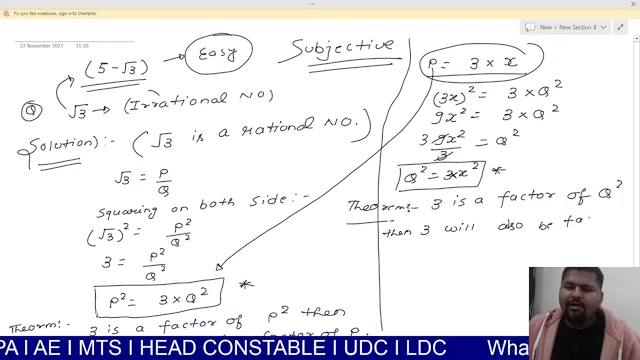 To sync this notebook, sign in to OneNote.
New > New Section 4
22 November 2021 11:10
(5 - √3) → Easy
Subjective
Q √3 → (Irrational NO)
Solution:- (√3 is a rational NO.)
√3 = P/Q
Squaring on both side:-
(√3)² = P²/Q²
3 = P²/Q²
P² = 3 × Q² *
Theorm:- 3 is a factor of P² then
factor of P.
P = 3 × x
(3x)² = 3 × Q²
9x² = 3 × Q²
3 9x²/3 = Q²
Q² = 3×x² *
Theorem:- 3 is a factor of Q²
then 3 will also be fa
PA I AE I MTS I HEAD CONSTABLE I UDC I LDC Wha